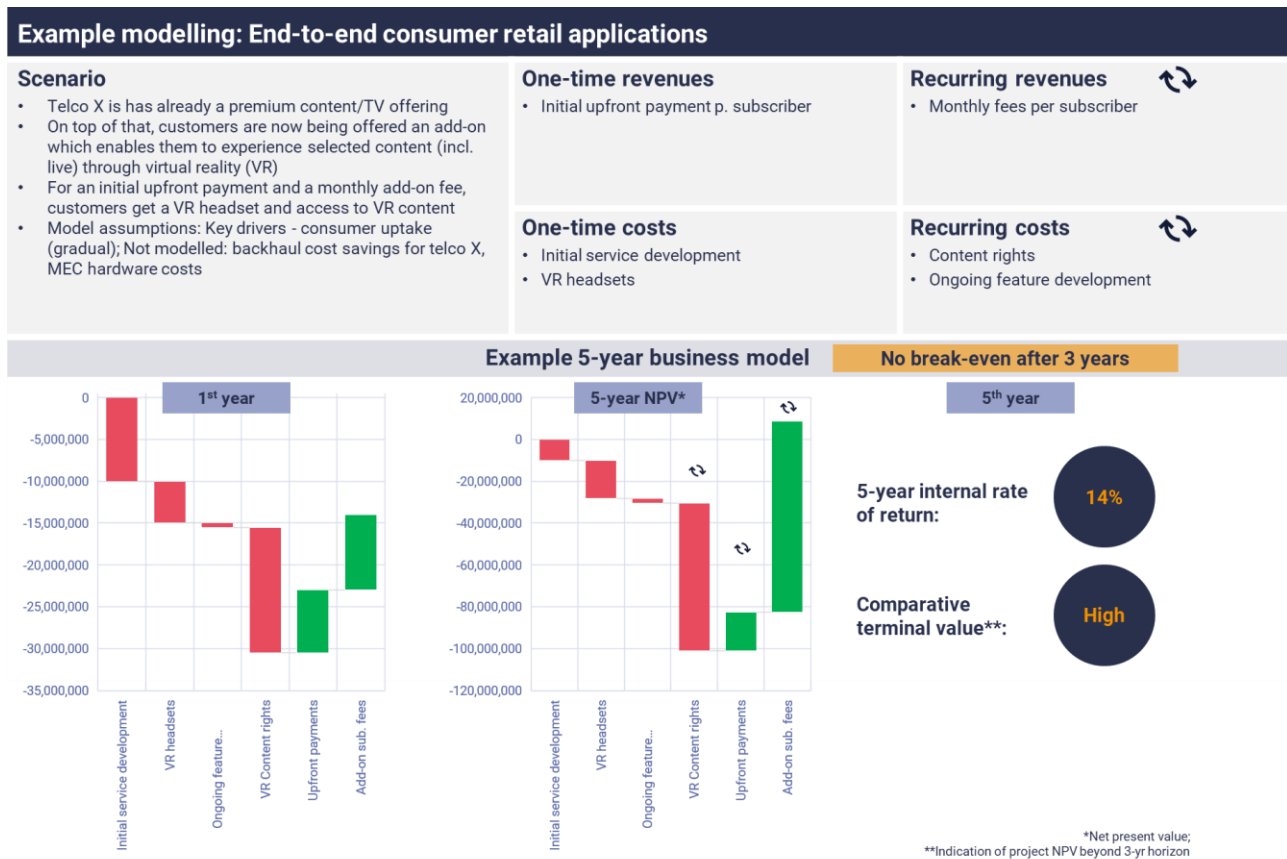 Example modelling: End-to-end consumer retail applications
Scenario
• Telco X is has already a premium content/TV offering
• On top of that, customers are now being offered an add-on
which enables them to experience selected content (incl.
live) through virtual reality (VR)
• For an initial upfront payment and a monthly add-on fee,
customers get a VR headset and access to VR content
• Model assumptions: Key drivers - consumer uptake
(gradual); Not modelled: backhaul cost savings for telco X,
MEC hardware costs
One-time revenues
• Initial upfront payment p. subscriber
Recurring revenues
• Monthly fees per subscriber
One-time costs
• Initial service development
• VR headsets
Recurring costs
• Content rights
• Ongoing feature development
Example 5-year business model
No break-even after 3 years
1st year
0
-5,000,000
-10,000,000
-15,000,000
-20,000,000
-25,000,000
-30,000,000
-35,000,000
Initial service development
VR headsets
Ongoing feature...
VR Content rights
Upfront payments
Add-on sub. fees
5-year NPV*
20,000,000
0
-20,000,000
-40,000,000
-60,000,000
-80,000,000
-100,000,000
-120,000,000
Initial service development
VR headsets
Ongoing feature...
VR Content rights
Upfront payments
Add-on sub. fees
5th year
5-year internal rate
of return:
14%
Comparative
terminal value**:
High
*Net present value;
**Indication of project NPV beyond 3-yr horizon